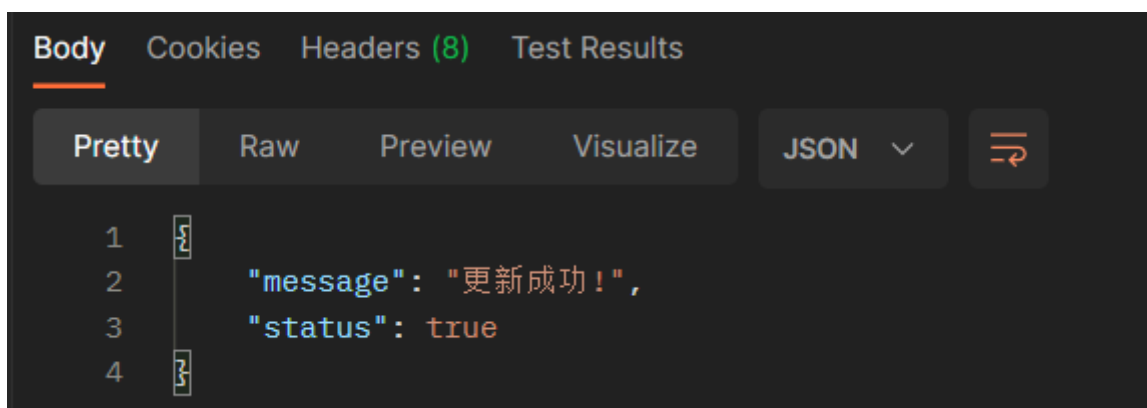 Body Cookies Headers (8) Test Results
Pretty Raw Preview Visualize JSON
1 {
2 "message": "更新成功!",
3 "status": true
4 }